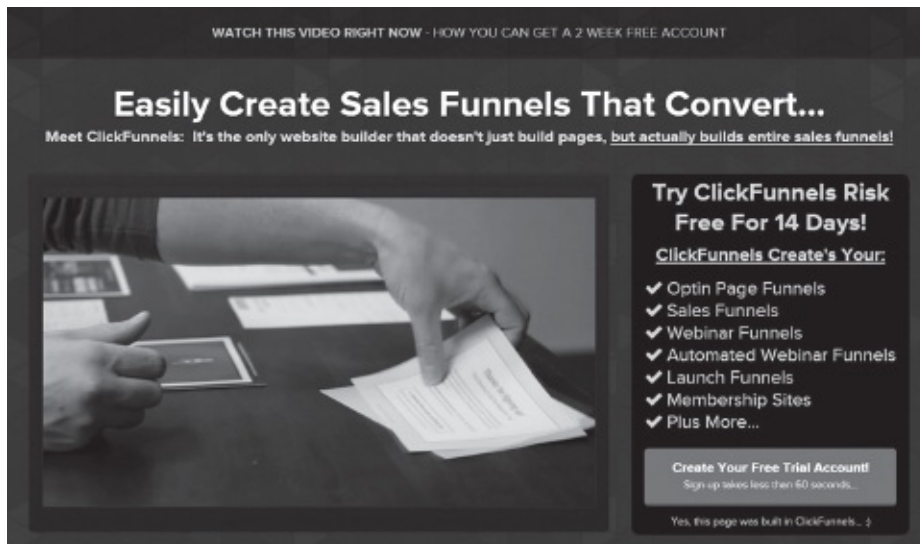 WATCH THIS VIDEO RIGHT NOW - HOW YOU CAN GET A 2 WEEK FREE ACCOUNT
Easily Create Sales Funnels That Convert...
Meet ClickFunnels: It's the only website builder that doesn't just build pages, but actually builds entire sales funnels!
Try ClickFunnels Risk
Free For 14 Days!
ClickFunnels Create's Your:
✔ Optin Page Funnels
✔ Sales Funnels
✔ Webinar Funnels
✔ Automated Webinar Funnels
✔ Launch Funnels
✔ Membership Sites
✔ Plus More...
Create Your Free Trial Account!
Sign up takes less than 60 seconds...
Yes, this page was built in ClickFunnels... ;)